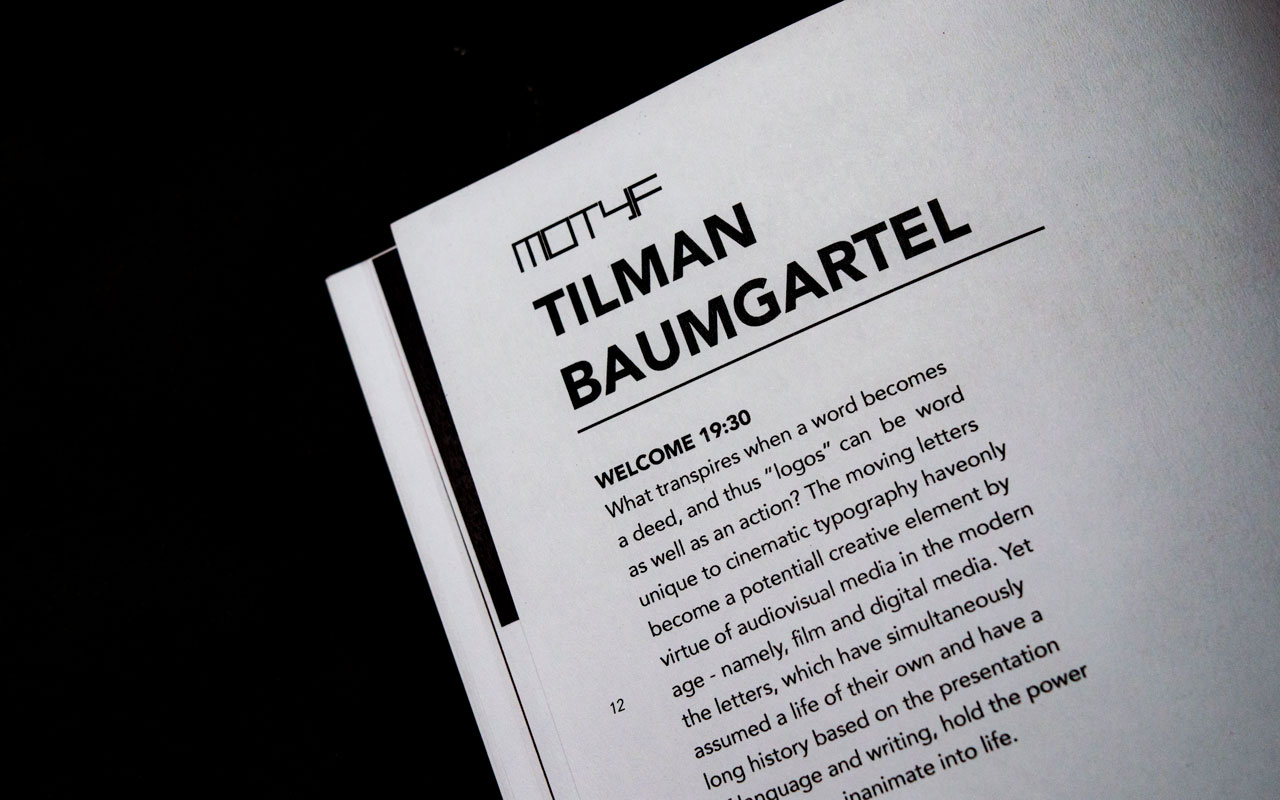 MOTYF
TILMAN
BAUMGARTEL
WELCOME 19:30
What transpires when a word becomes
a deed, and thus “logos” can be word
as well as an action? The moving letters
unique to cinematic typography haveonly
become a potentiall creative element by
virtue of audiovisual media in the modern
age - namely, film and digital media. Yet
the letters, which have simultaneously
assumed a life of their own and have a
long history based on the presentation
language and writing, hold the power
inanimate into life.
12